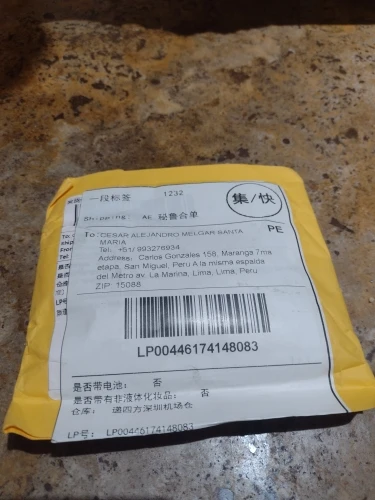 一段标签 1232
集/快
秘鲁合单
PE
To: CESAR ALEJANDRO MELGAR SANTA
MARIA
Tel: +51/ 993276934
Address: Carlos Gonzales 158, Maranga 7ma
etapa, San Miguel, Peru A la misma espalda
del Metro av. La Marina, Lima, Lima, Peru
ZIP: 15088
LP00446174148083
是否带电池： 否
是否带有非液体化妆品： 否
仓库： 递四方深圳机场仓
LP号： LP00446174148083